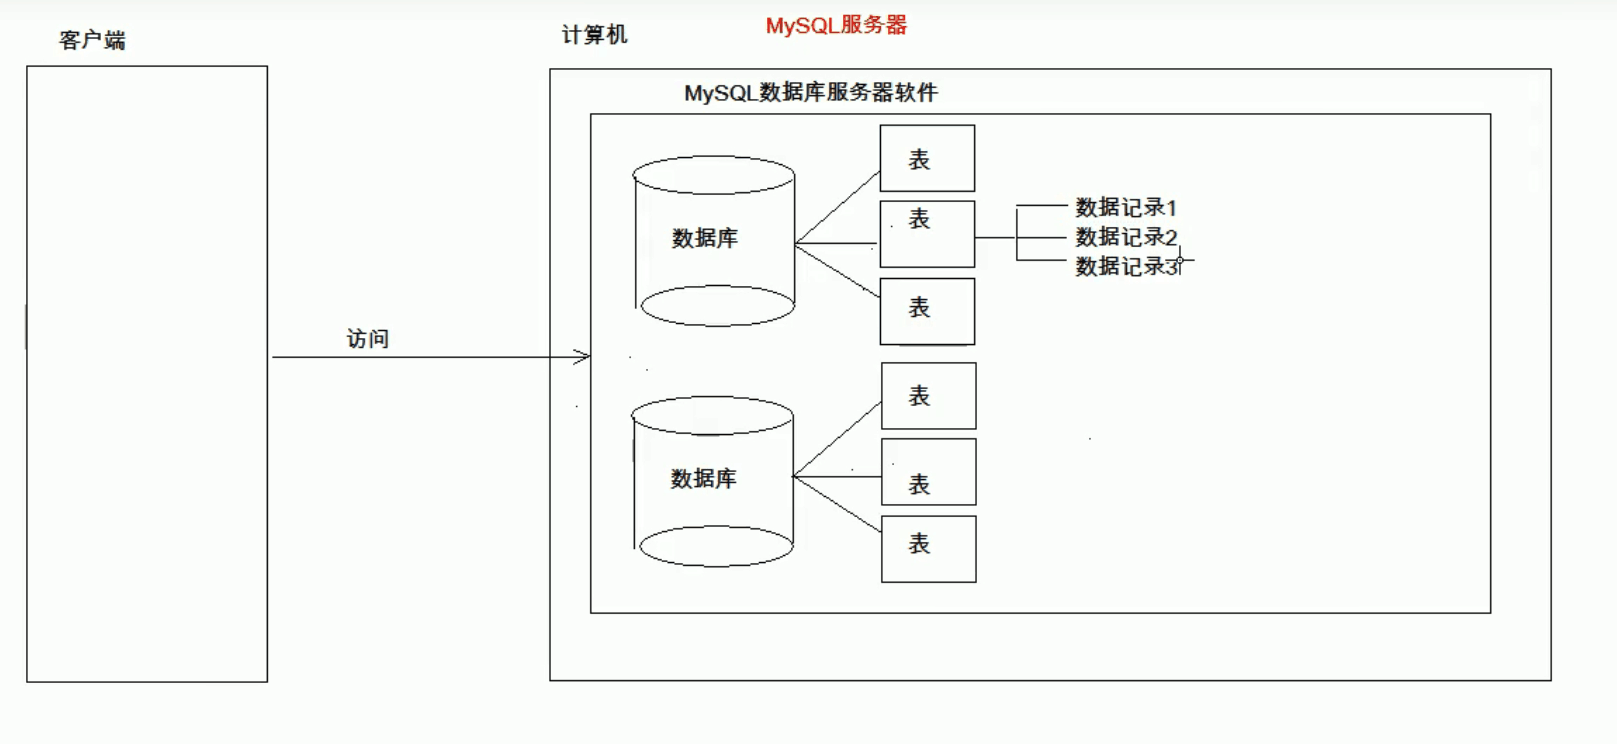 客户端
计算机
MySQL服务器
MySQL数据库服务器软件
表
数据库
表
数据记录1
数据记录2
数据记录3
表
访问
表
数据库
表
表